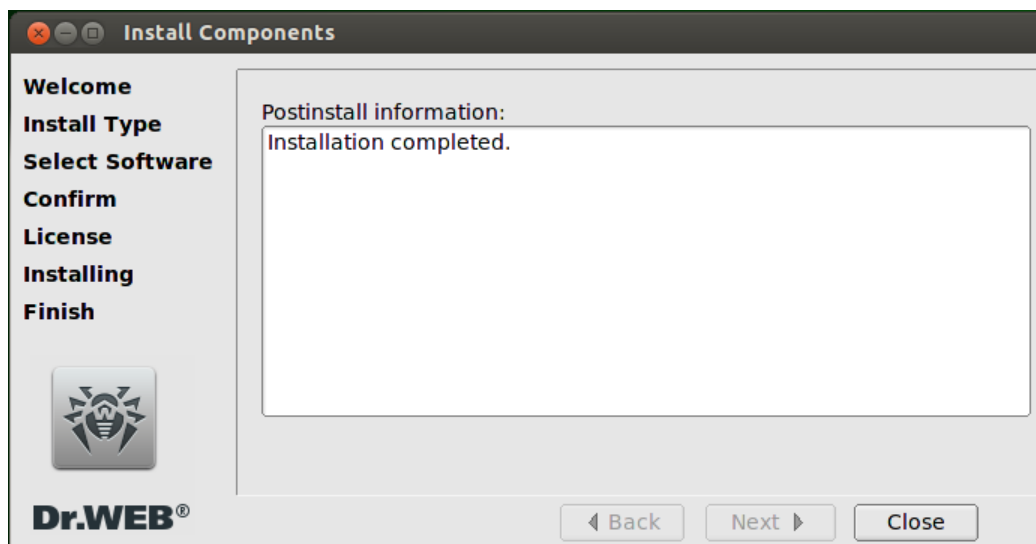 Install Components
Welcome
Install Type
Select Software
Confirm
License
Installing
Finish
Dr.WEB®
Postinstall information:
Installation completed.
Back
Next
Close